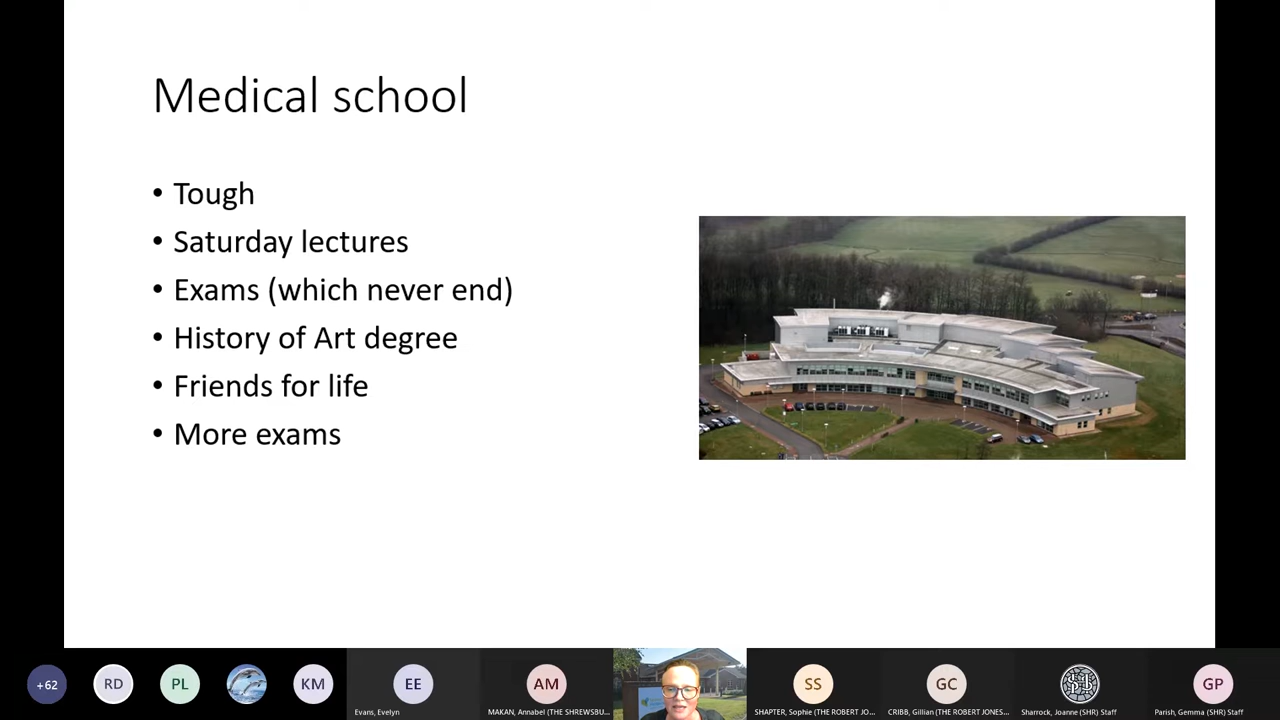 Medical school
• Tough
• Saturday lectures
• Exams (which never end)
• History of Art degree
• Friends for life
• More exams
+62
RD
PL
KM
EE
AM
SS
GC
GP
Evans, Evelyn
MAKAN, Annabel (THE SHREWSBU...
SHAPTER, Sophie (THE ROBERT JO...
CRIBB, Gillian (THE ROBERT JONES...
Sharrock, Joanne (SHR) Staff
Parish, Gemma (SHR) Staff